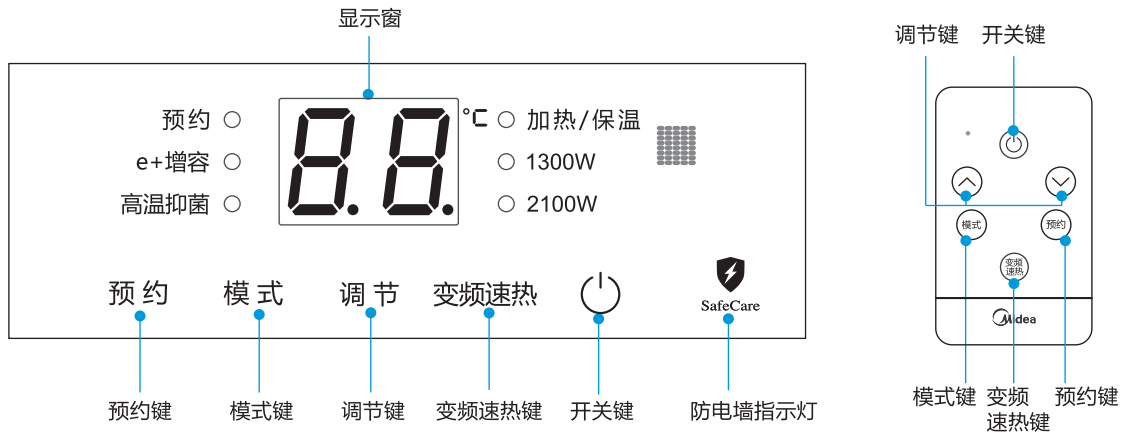 显示窗
预约
e+增容
高温抑菌
88
℃
加热/保温
1300W
2100W
预约
模式
调节
变频速热
SafeCare
预约键
模式键
调节键
变频速热键
开关键
防电墙指示灯
调节键
开关键
模式
预约
变频
速热
Midea
模式键
变频
速热键
预约键